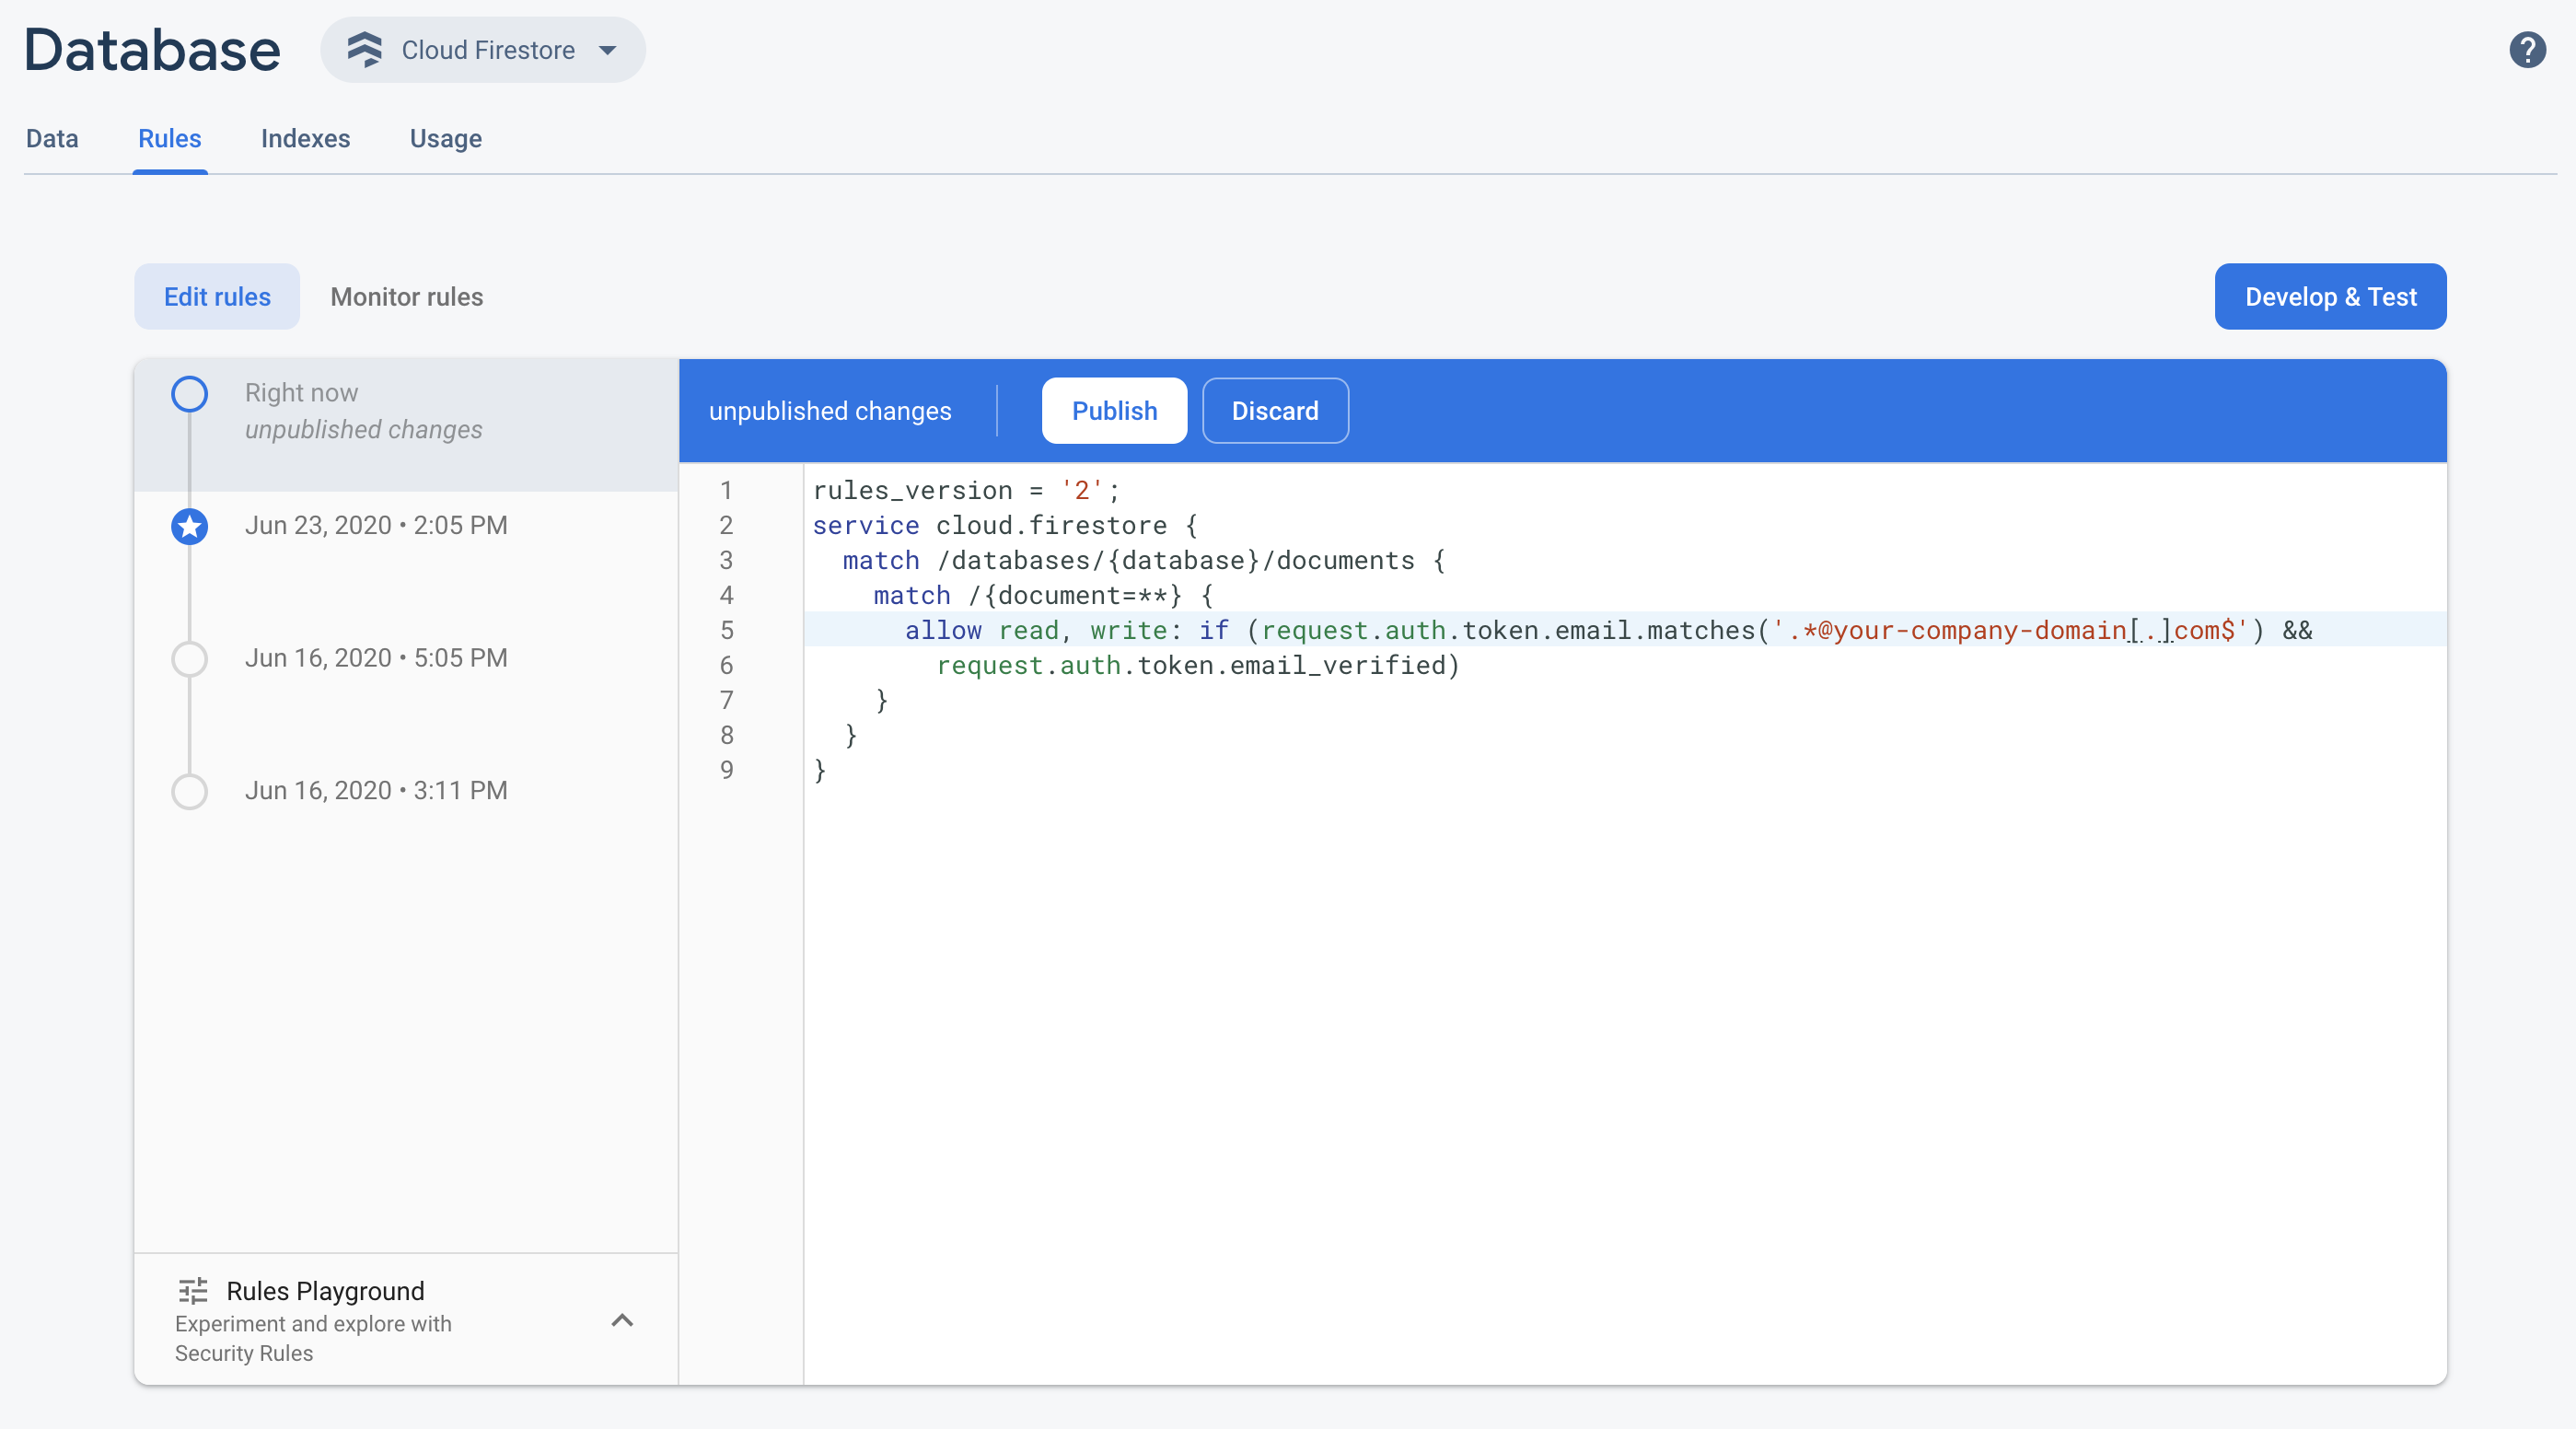 Database
Cloud Firestore
Data Rules Indexes Usage
Edit rules Monitor rules
Develop & Test
Right now
unpublished changes
Jun 23, 2020 • 2:05 PM
Jun 16, 2020 • 5:05 PM
Jun 16, 2020 • 3:11 PM
Rules Playground
Experiment and explore with
Security Rules
unpublished changes
Publish
Discard
1 rules_version = '2';
2 service cloud.firestore {
3   match /databases/{database}/documents {
4     match /{document=**} {
5       allow read, write: if (request.auth.token.email.matches('.*@your-company-domain[.]com$') &&
6         request.auth.token.email_verified)
7     }
8   }
9 }